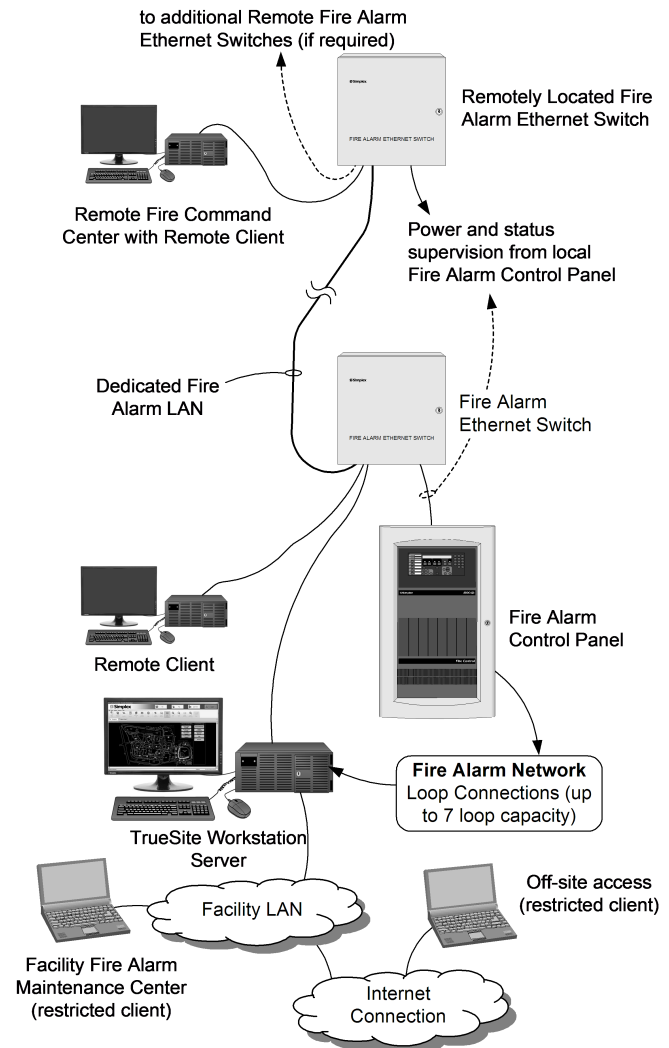 to additional Remote Fire Alarm
Ethernet Switches (if required)
Simplex
FIRE ALARM ETHERNET SWITCH
Remotely Located Fire
Alarm Ethernet Switch
Remote Fire Command
Center with Remote Client
Power and status
supervision from local
Fire Alarm Control Panel
Dedicated Fire
Alarm LAN
Simplex
FIRE ALARM ETHERNET SWITCH
Fire Alarm
Ethernet Switch
Fire Alarm
Control Panel
Fire Control
Remote Client
Simplex
Fire Alarm Network
Loop Connections (up
to 7 loop capacity)
TrueSite Workstation
Server
Facility LAN
Off-site access
(restricted client)
Facility Fire Alarm
Maintenance Center
(restricted client)
Internet
Connection